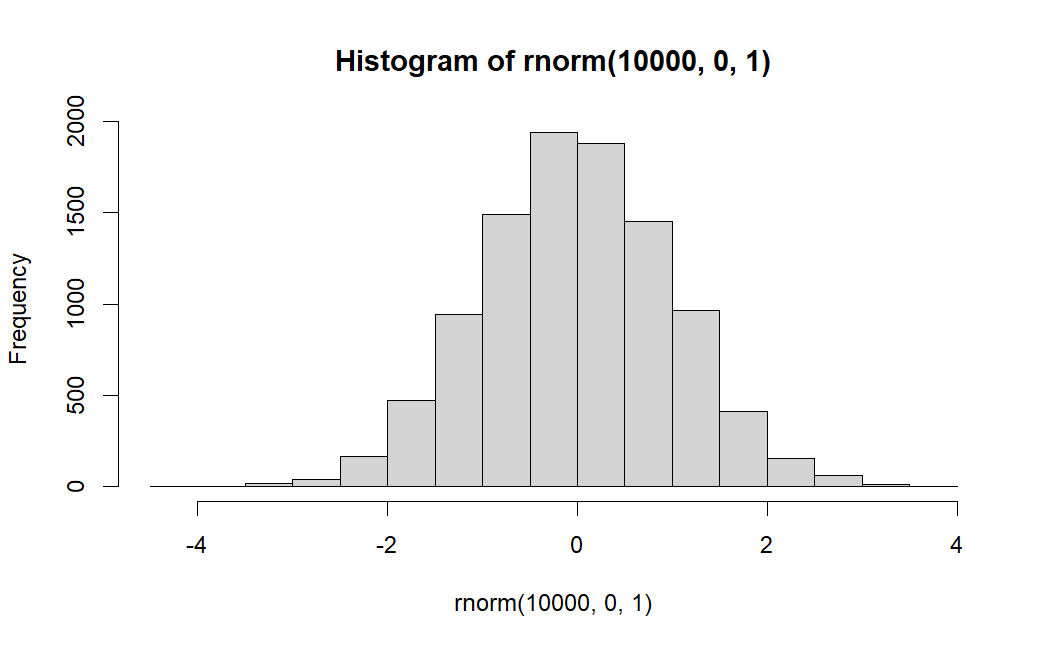 Histogram of rnorm(10000, 0, 1)
Frequency
2000
1500
1000
500
0
-4 -2 0 2 4
rnorm(10000, 0, 1)